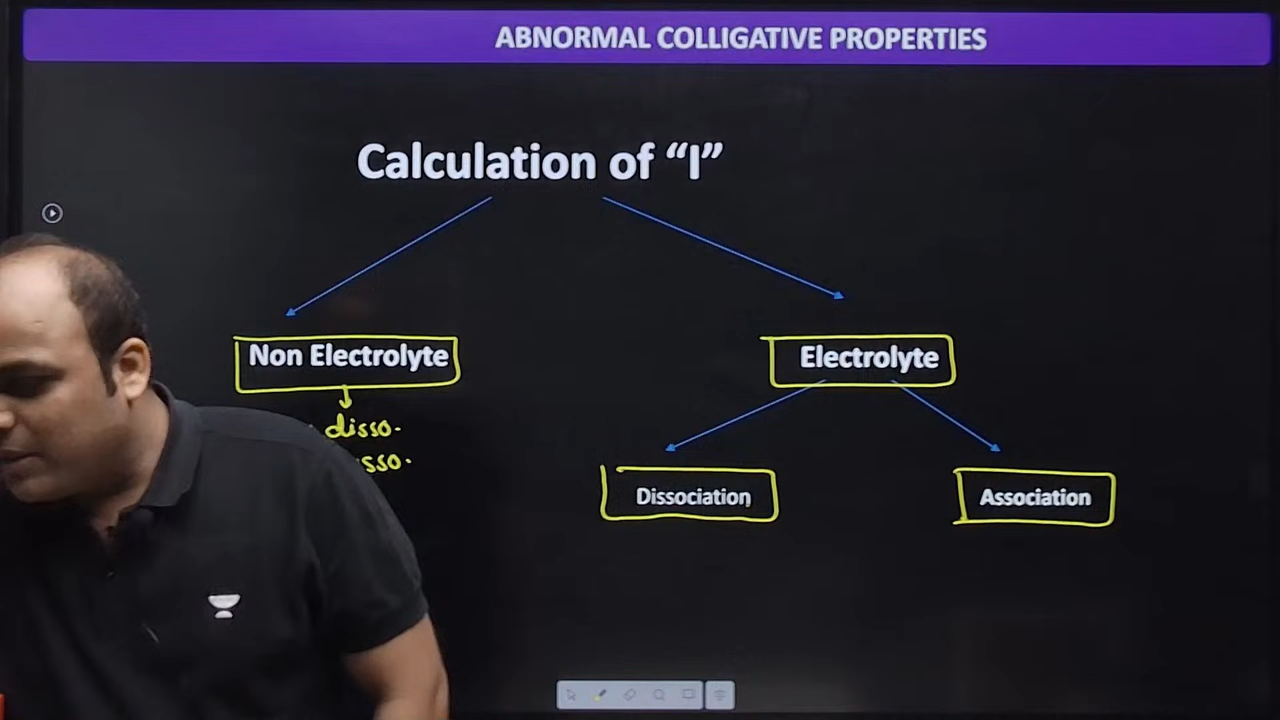 ABNORMAL COLLIGATIVE PROPERTIES
Calculation of “I”
Non Electrolyte
Electrolyte
disso.
sso.
Dissociation
Association